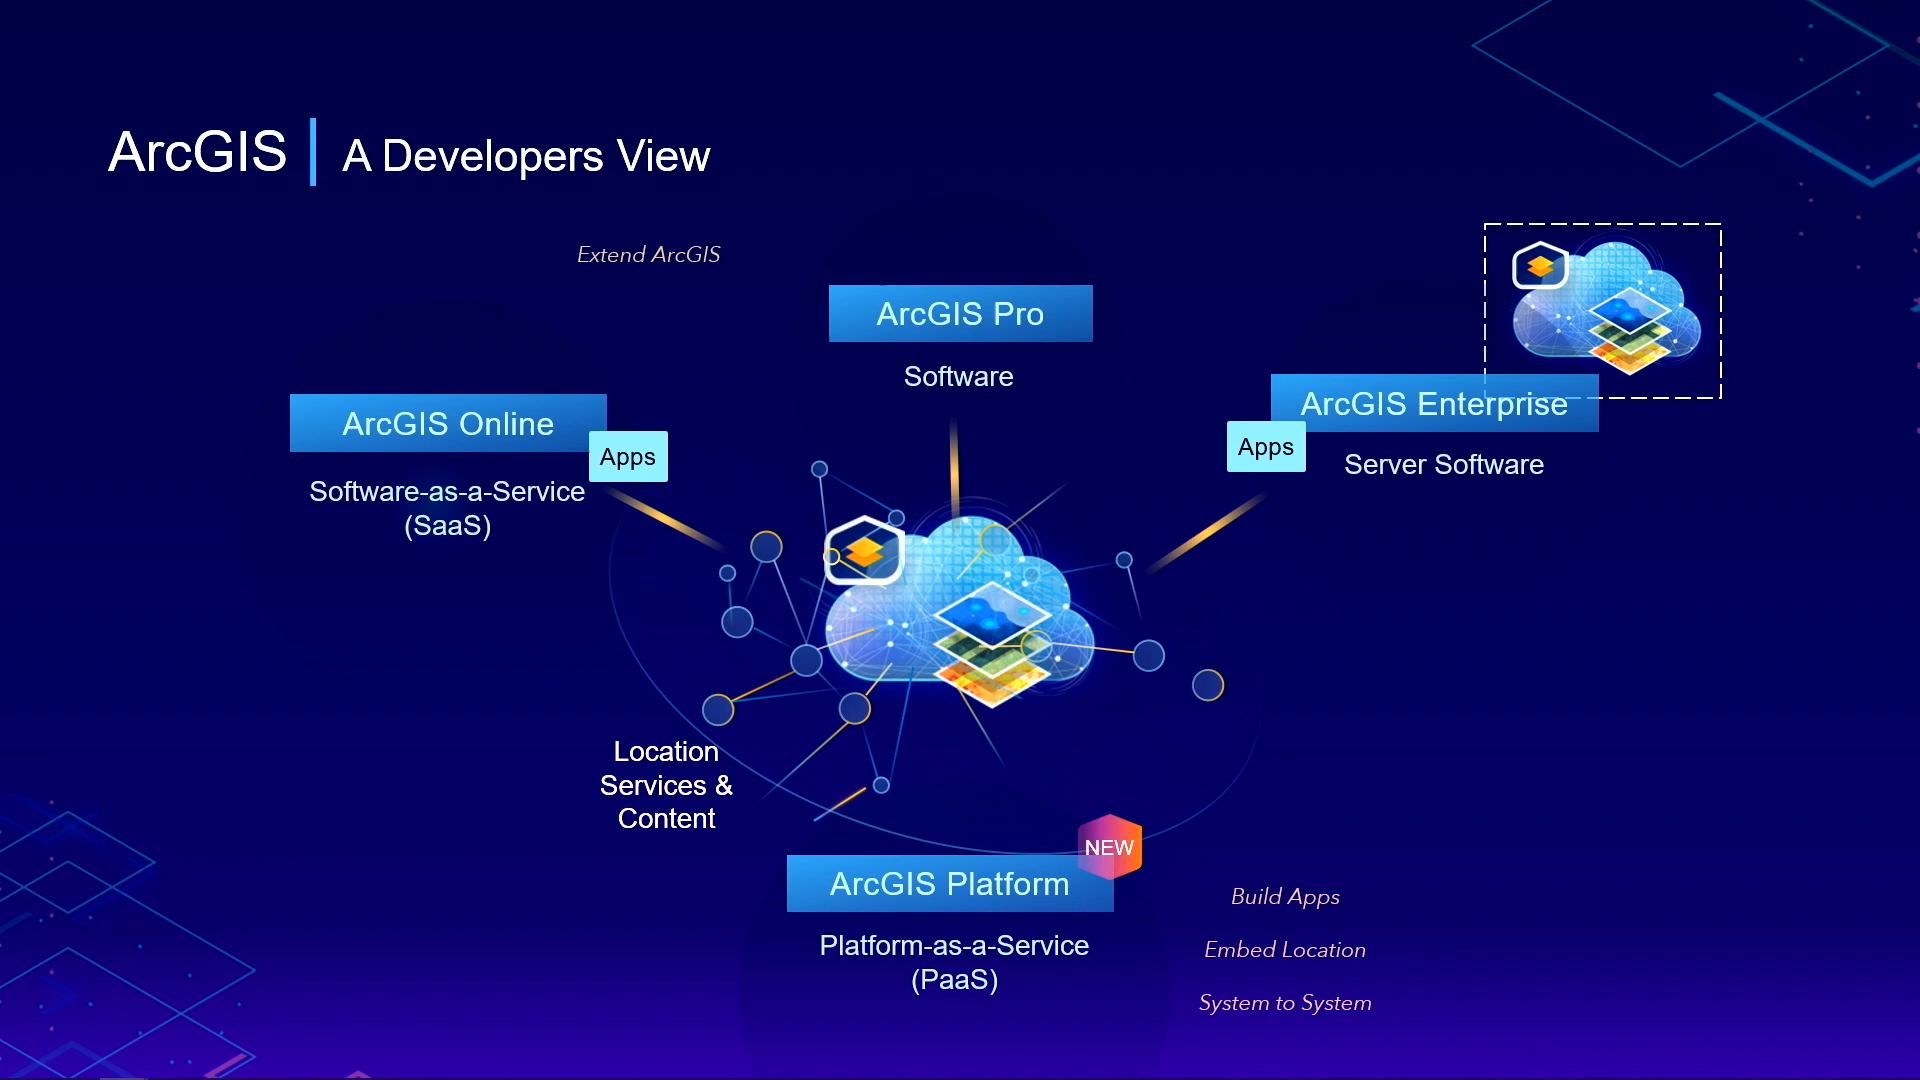 ArcGIS | A Developers View
Extend ArcGIS
ArcGIS Pro
Software
ArcGIS Online
Apps
Software-as-a-Service
(SaaS)
ArcGIS Enterprise
Apps
Server Software
Location
Services &
Content
NEW
ArcGIS Platform
Platform-as-a-Service
(PaaS)
Build Apps
Embed Location
System to System